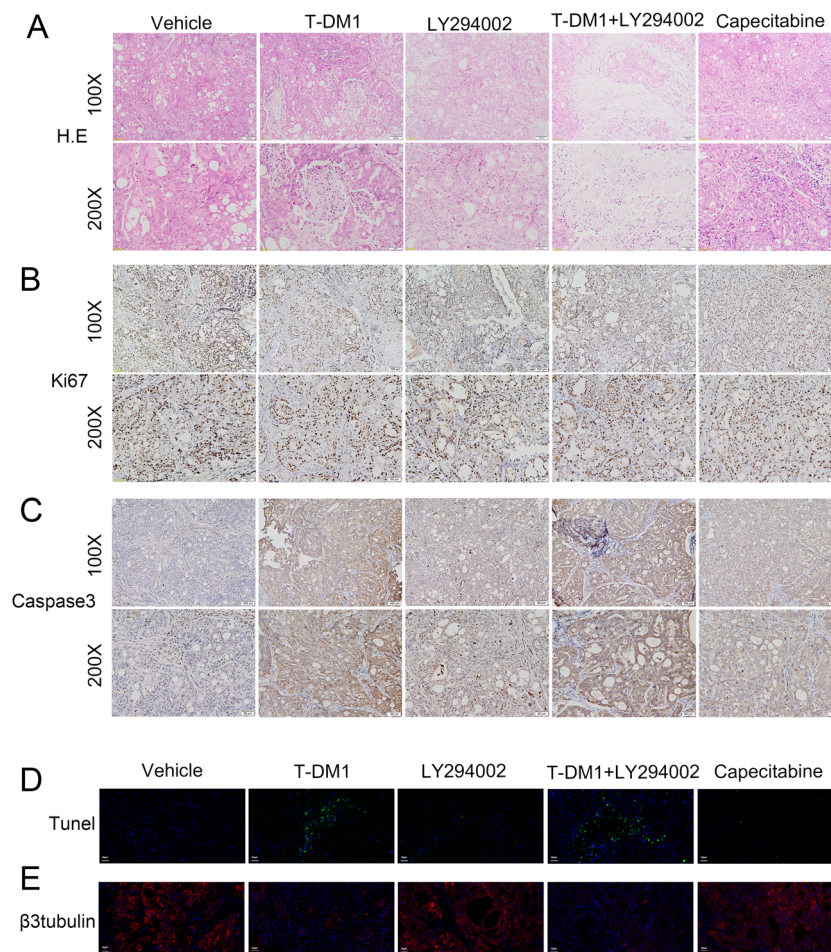 A
Vehicle T-DM1 LY294002 T-DM1+LY294002 Capecitabine
100X
H.E
200X
B
100X
Ki67
200X
C
100X
Caspase3
200X
D
Vehicle T-DM1 LY294002 T-DM1+LY294002 Capecitabine
Tunel
E
β3tubulin